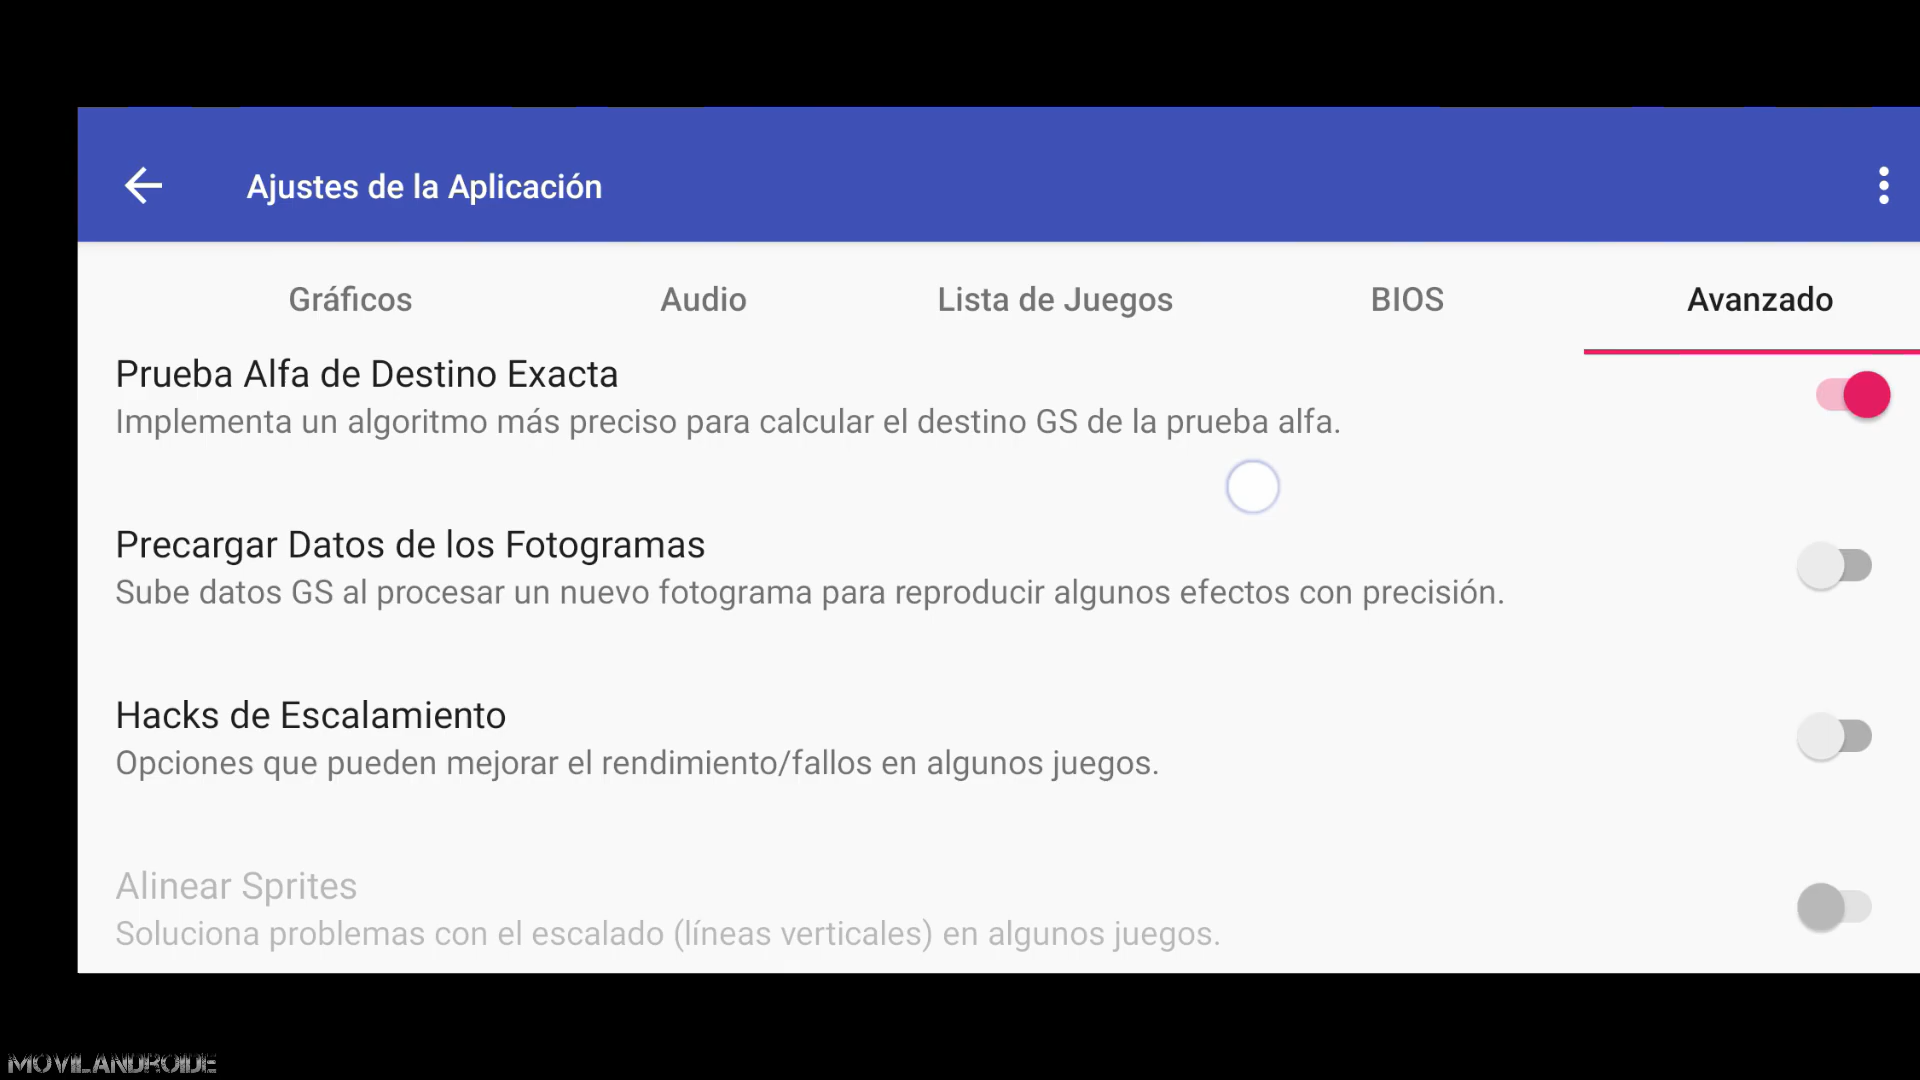 Ajustes de la Aplicación
Gráficos Audio Lista de Juegos BIOS Avanzado
Prueba Alfa de Destino Exacta
Implementa un algoritmo más preciso para calcular el destino GS de la prueba alfa.
Precargar Datos de los Fotogramas
Sube datos GS al procesar un nuevo fotograma para reproducir algunos efectos con precisión.
Hacks de Escalamiento
Opciones que pueden mejorar el rendimiento/fallos en algunos juegos.
Alinear Sprites
Soluciona problemas con el escalado (líneas verticales) en algunos juegos.
MOVILANDROIDE